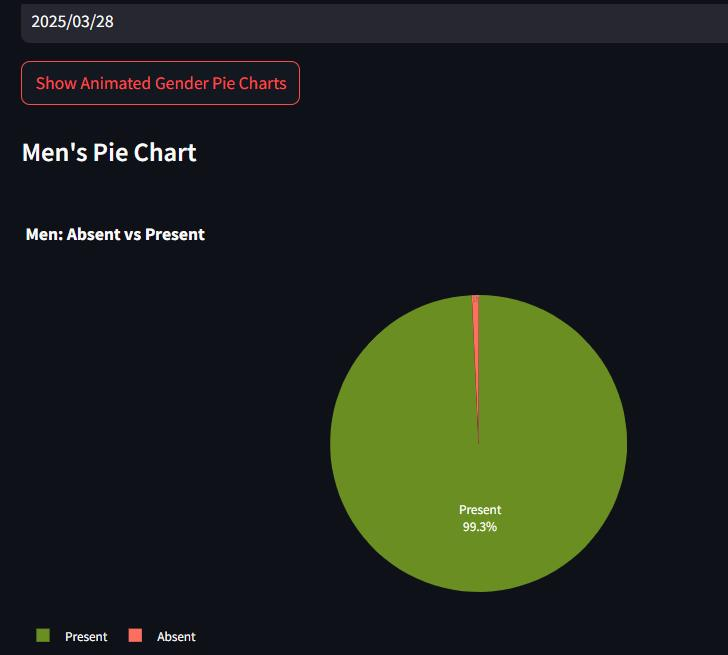 2025/03/28
Show Animated Gender Pie Charts
Men's Pie Chart
Men: Absent vs Present
Present
99.3%
Present Absent